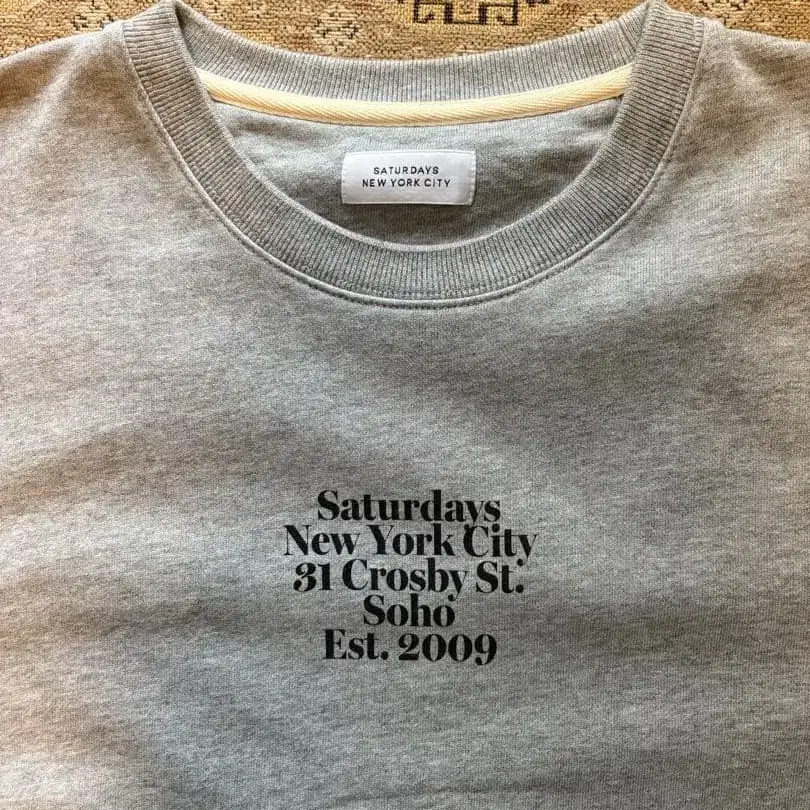 SATURDAYS
NEW YORK CITY
Saturdays
New York City
31 Crosby St.
Soho
Est. 2009